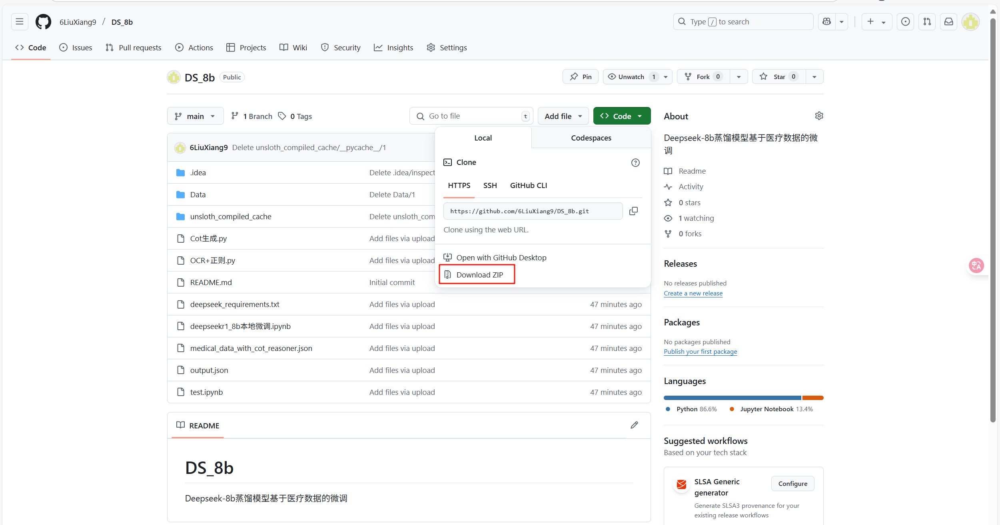 6LiuXiang9 / DS_8b
Type / to search
Code
Issues
Pull requests
Actions
Projects
Wiki
Security
Insights
Settings
DS_8b Public
Pin
Unwatch 1
Fork 0
Star 0
main
1 Branch
0 Tags
Go to file
t
Add file
Code
6LiuXiang9 Delete unsloth_compiled_cache/__pycache__/1
.idea Delete .idea/inspect
Data Delete Data/1
unsloth_compiled_cache Delete unsloth_com
Cot生成.py Add files via upload
OCR+正则.py Add files via upload
README.md Initial commit
deepseek_requirements.txt Add files via upload 47 minutes ago
deepseekr1_8b本地微调.ipynb Add files via upload 47 minutes ago
medical_data_with_cot_reasoner.json Add files via upload 47 minutes ago
output.json Add files via upload 47 minutes ago
test.ipynb Add files via upload 47 minutes ago
Local
Codespaces
Clone
HTTPS
SSH
GitHub CLI
https://github.com/6LiuXiang9/DS_8b.git
Clone using the web URL.
Open with GitHub Desktop
Download ZIP
README
DS_8b
Deepseek-8b蒸馏模型基于医疗数据的微调
About
Deepseek-8b蒸馏模型基于医疗数据的微
调
Readme
Activity
0 stars
1 watching
0 forks
Releases
No releases published
Create a new release
Packages
No packages published
Publish your first package
Languages
Python 86.6%
Jupyter Notebook 13.4%
Suggested workflows
Based on your tech stack
SLSA Generic
generator
Configure
Generate SLSA3 provenance for your
existing release workflows
中A